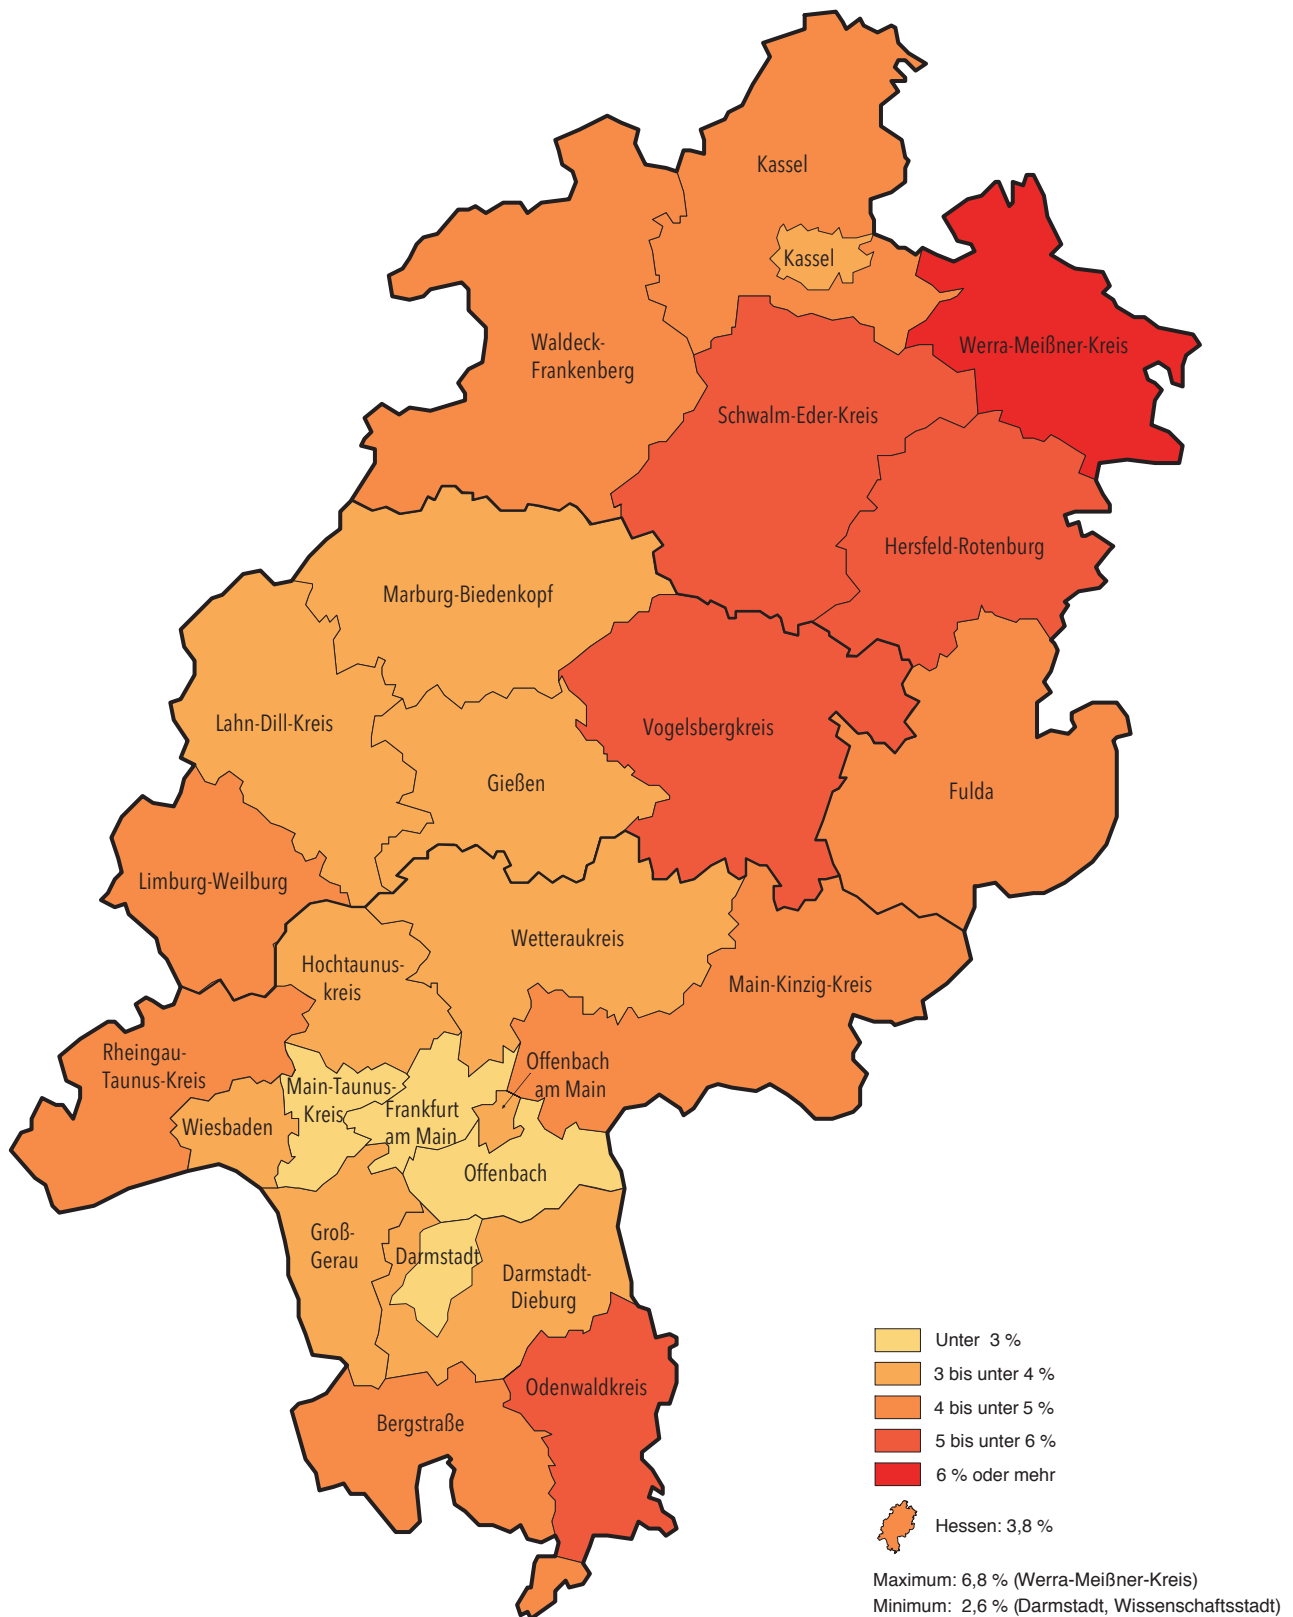 Kassel
Kassel
Waldeck-
Frankenberg
Werra-Meißner-Kreis
Schwalm-Eder-Kreis
Hersfeld-Rotenburg
Marburg-Biedenkopf
Lahn-Dill-Kreis
Vogelsbergkreis
Gießen
Fulda
Limburg-Weilburg
Wetteraukreis
Hochtaunus-
kreis
Main-Kinzig-Kreis
Rheingau-
Taunus-Kreis
Offenbach
am Main
Main-Taunus-
Kreis
Frankfurt
am Main
Wiesbaden
Offenbach
Groß-
Gerau
Darmstadt
Darmstadt-
Dieburg
Odenwaldkreis
Bergstraße
Unter 3 %
3 bis unter 4 %
4 bis unter 5 %
5 bis unter 6 %
6 % oder mehr
Hessen: 3,8 %
Maximum: 6,8 % (Werra-Meißner-Kreis)
Minimum: 2,6 % (Darmstadt, Wissenschaftsstadt)